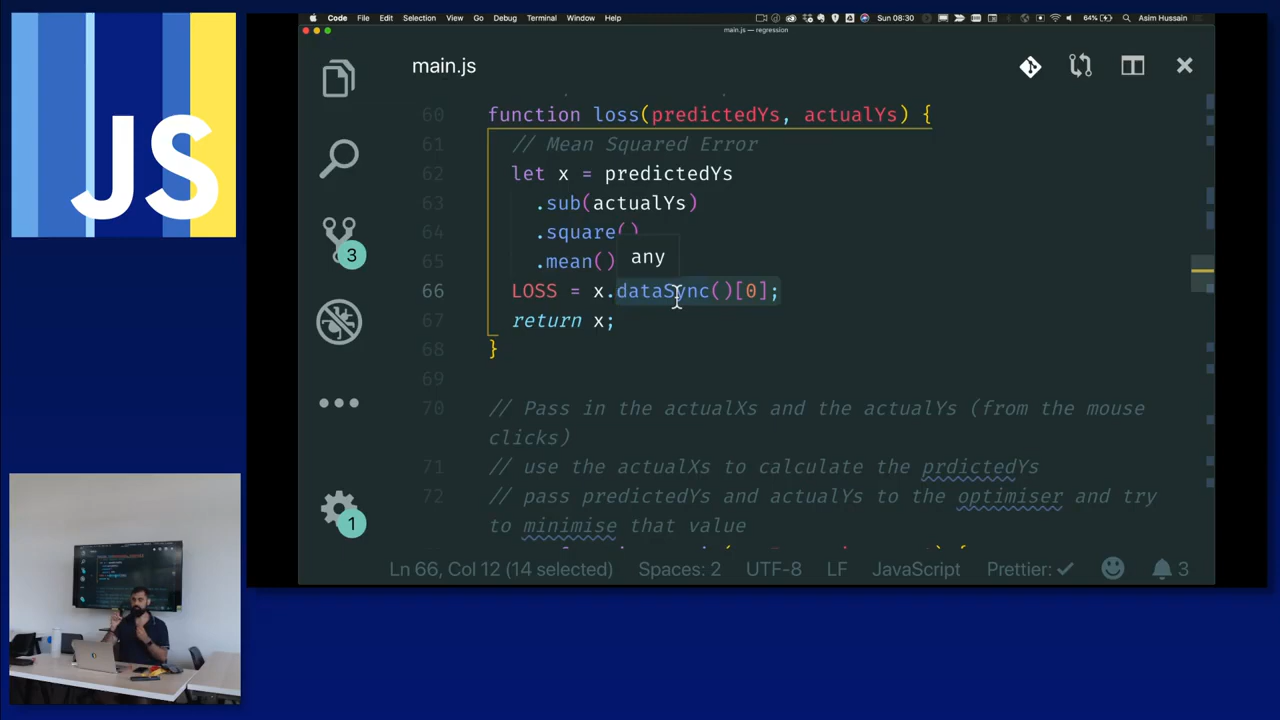 Code File Edit Selection View Go Debug Terminal Window Help Sun 08:30 64% Asim Hussain
main.js — regression
JS
main.js
60 function loss(predictedYs, actualYs) {
61 // Mean Squared Error
62 let x = predictedYs
63 .sub(actualYs)
64 .square()
any
65 .mean()
66 LOSS = x.dataSync()[0];
67 return x;
68 }
69
70 // Pass in the actualXs and the actualYs (from the mouse
clicks)
71 // use the actualXs to calculate the prdictedYs
72 // pass predictedYs and actualYs to the optimiser and try
to minimise that value
3
1
Ln 66, Col 12 (14 selected) Spaces: 2 UTF-8 LF JavaScript Prettier: ✓ 3